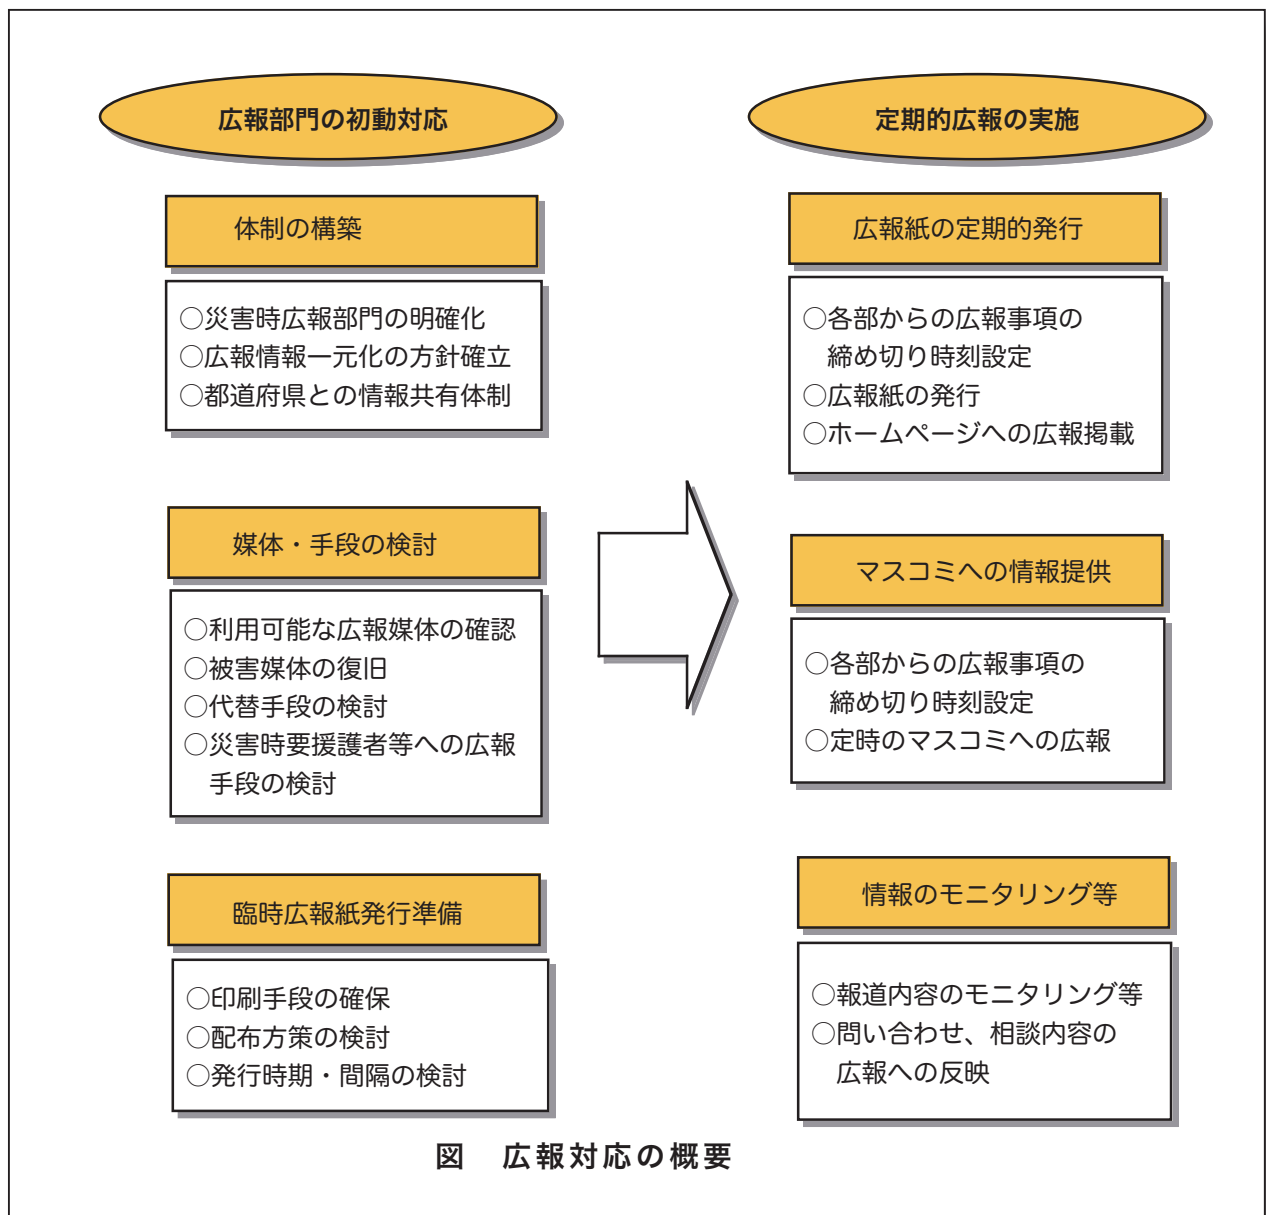 広報部門の初動対応
体制の構築
○災害時広報部門の明確化
○広報情報一元化の方針確立
○都道府県との情報共有体制
媒体・手段の検討
○利用可能な広報媒体の確認
○被害媒体の復旧
○代替手段の検討
○災害時要援護者等への広報
手段の検討
臨時広報紙発行準備
○印刷手段の確保
○配布方策の検討
○発行時期・間隔の検討
定期的広報の実施
広報紙の定期的発行
○各部からの広報事項の
締め切り時刻設定
○広報紙の発行
○ホームページへの広報掲載
マスコミへの情報提供
○各部からの広報事項の
締め切り時刻設定
○定時のマスコミへの広報
情報のモニタリング等
○報道内容のモニタリング等
○問い合わせ、相談内容の
広報への反映
図　広報対応の概要